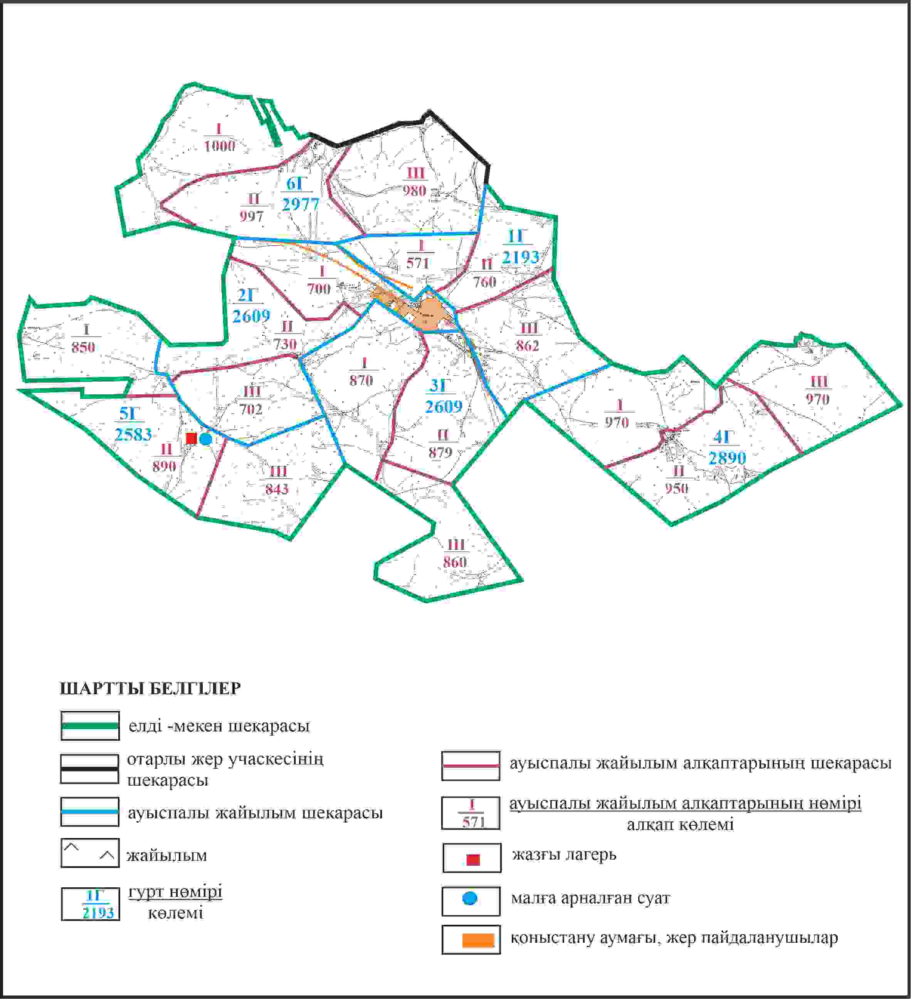 I
1000
III
980
6Г
2977
II
997
1Г
2193
I
571
II
760
I
700
2Г
2609
I
850
II
730
III
862
I
870
III
970
3Г
2609
III
702
I
970
5Г
2583
4Г
2890
II
879
II
890
III
843
II
950
III
860
ШАРТТЫ БЕЛГІЛЕР
елді -мекен шекарасы
отарлы жер учаскесінің
шекарасы
ауыспалы жайылым шекарасы
жайылым
1Г
2193
гурт нөмірі
көлемі
ауыспалы жайылым алқаптарының шекарасы
I
571
ауыспалы жайылым алқаптарының нөмірі
алқап көлемі
жазғы лагерь
малға арналған суат
қоныстану аумағы, жер пайдаланушылар